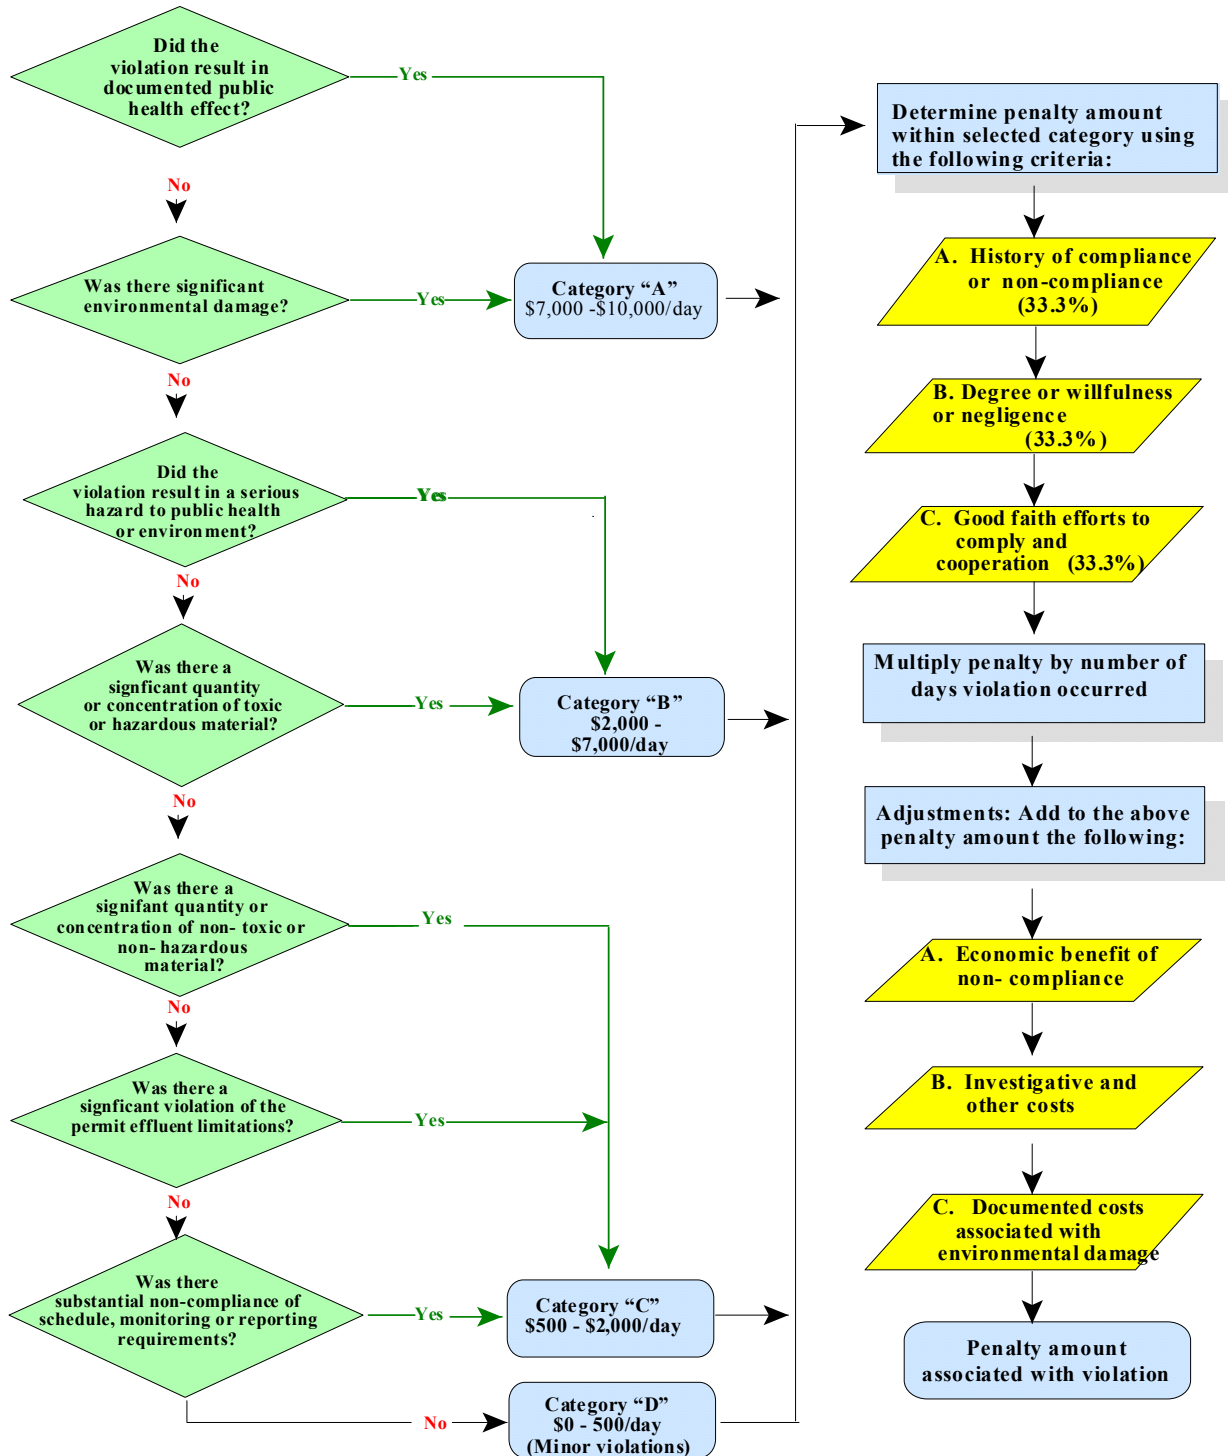 Did the
violation result in
documented public
health effect?
Yes
No
Was there significant
environmental damage?
Yes
Category “A”
$7,000 -$10,000/day
No
Did the
violation result in a serious
hazard to public health
or environment?
Yes
No
Was there a
signficant quantity
or concentration of toxic
or hazardous material?
Yes
Category “B”
$2,000 -
$7,000/day
No
Was there a
signifant quantity or
concentration of non- toxic or
non- hazardous
material?
Yes
No
Was there a
signficant violation of the
permit effluent limitations?
Yes
No
Was there
substantial non-compliance of
schedule, monitoring or reporting
requirements?
Yes
Category “C”
$500 - $2,000/day
No
Category “D”
$0 - 500/day
(Minor violations)
Determine penalty amount
within selected category using
the following criteria:
A. History of compliance
or non-compliance
(33.3%)
B. Degree or willfulness
or negligence
(33.3%)
C. Good faith efforts to
comply and
cooperation (33.3%)
Multiply penalty by number of
days violation occurred
Adjustments: Add to the above
penalty amount the following:
A. Economic benefit of
non- compliance
B. Investigative and
other costs
C. Documented costs
associated with
environmental damage
Penalty amount
associated with violation